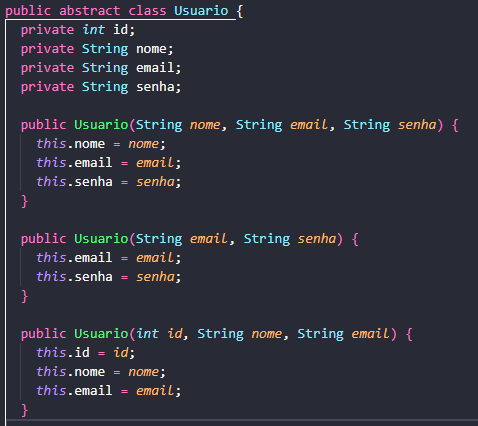 public abstract class Usuario {
private int id;
private String nome;
private String email;
private String senha;
public Usuario(String nome, String email, String senha) {
this.nome = nome;
this.email = email;
this.senha = senha;
}
public Usuario(String email, String senha) {
this.email = email;
this.senha = senha;
}
public Usuario(int id, String nome, String email) {
this.id = id;
this.nome = nome;
this.email = email;
}